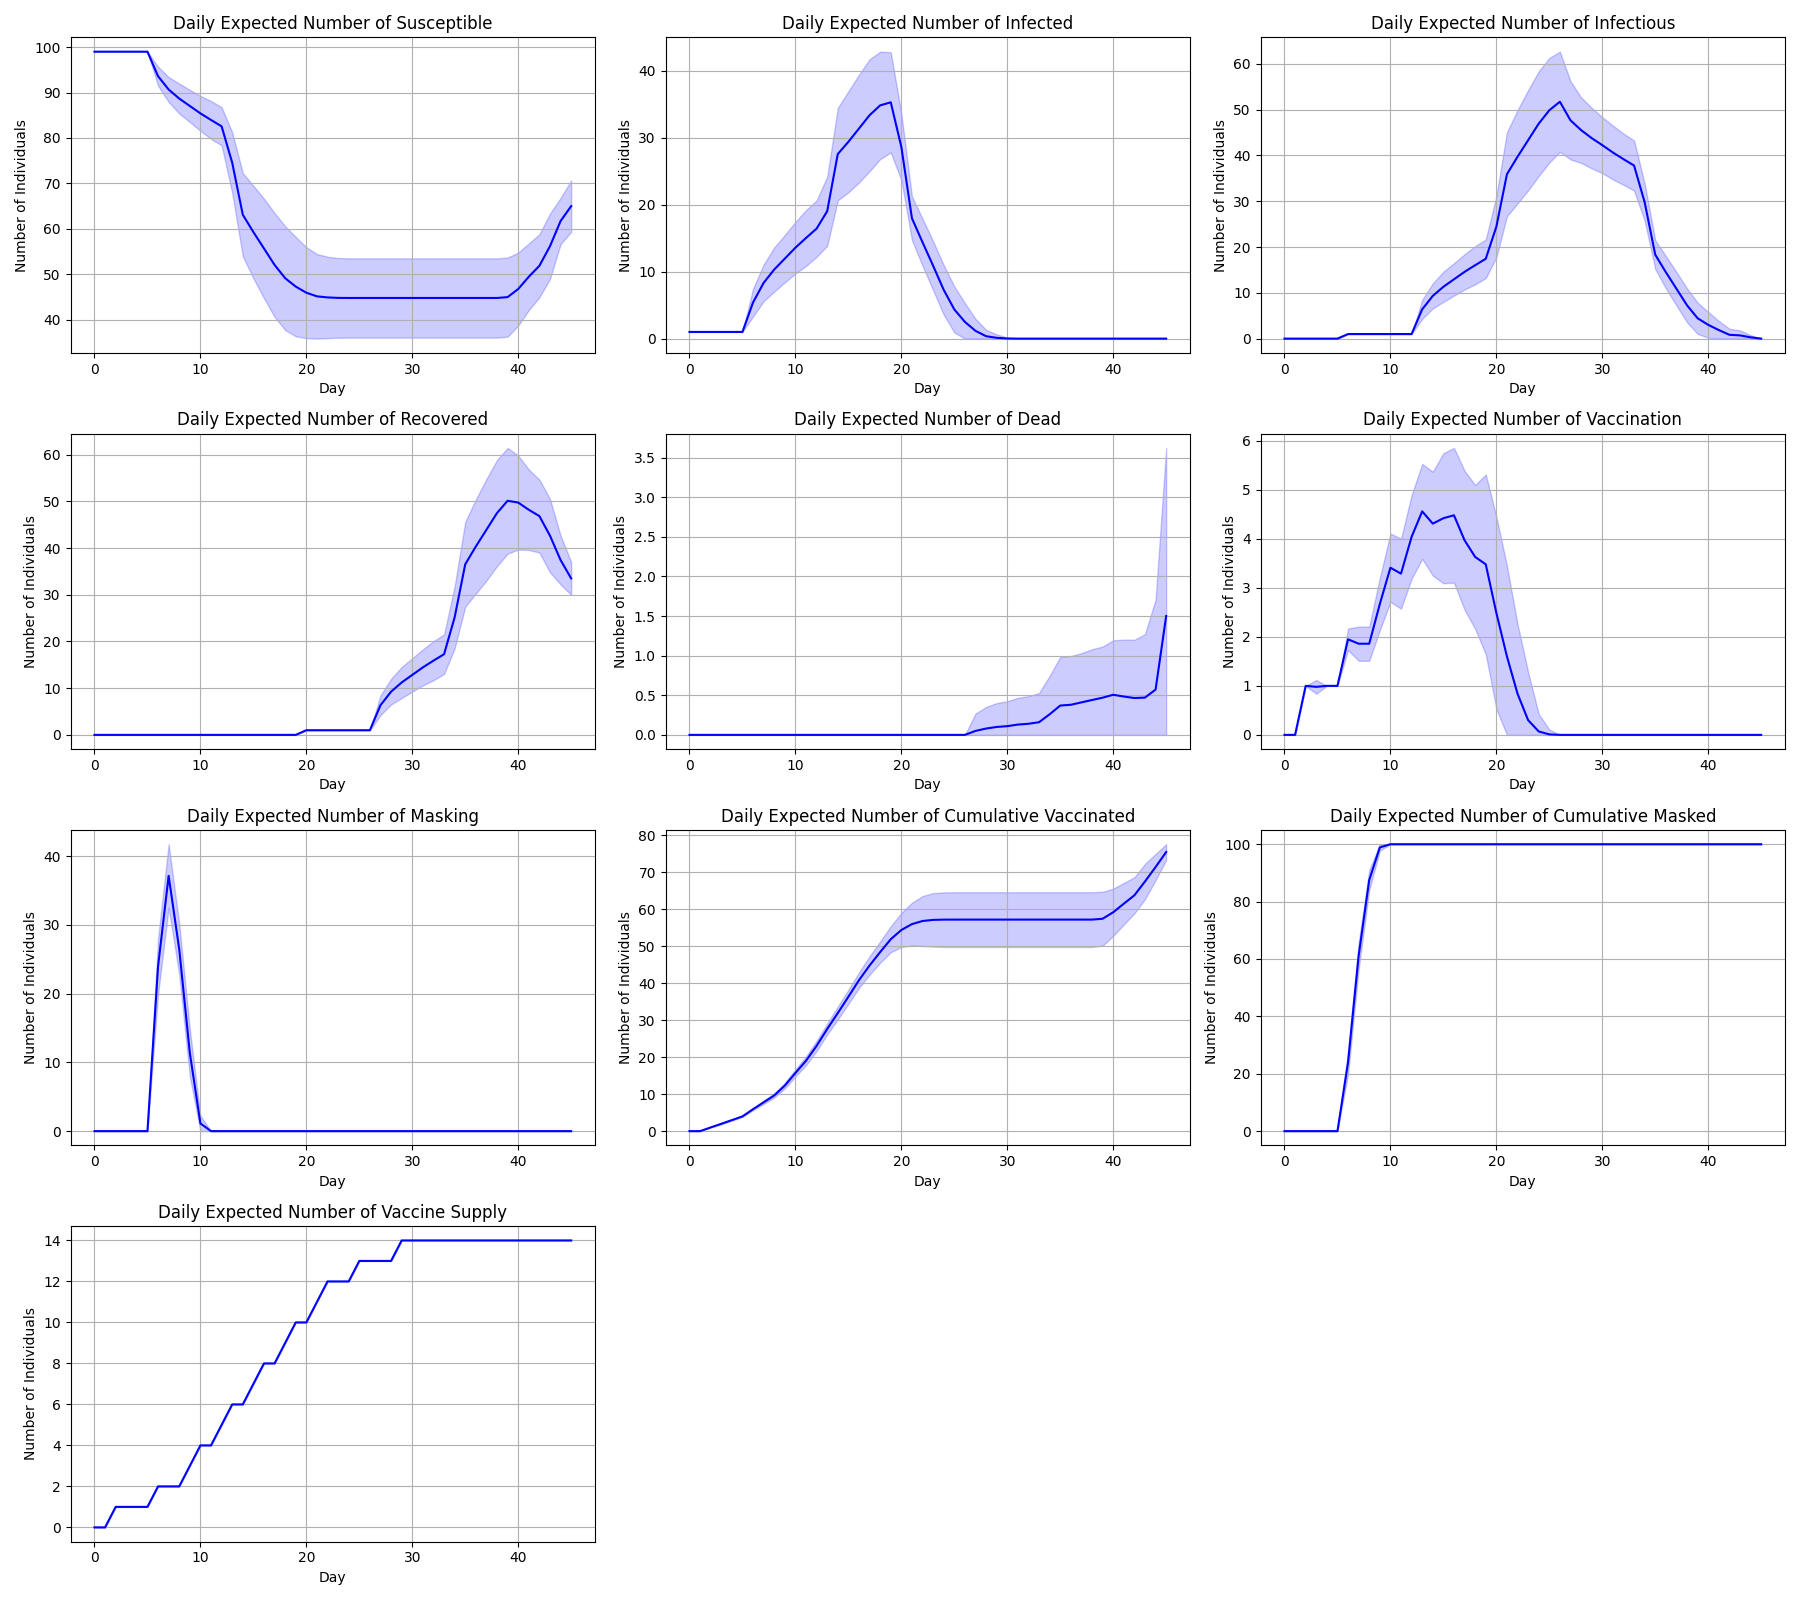 Daily Expected Number of Susceptible
Number of Individuals
100
90
80
70
60
50
40
0 10 20 30 40
Day
Daily Expected Number of Infected
Number of Individuals
40
30
20
10
0
0 10 20 30 40
Day
Daily Expected Number of Infectious
Number of Individuals
60
50
40
30
20
10
0
0 10 20 30 40
Day
Daily Expected Number of Recovered
Number of Individuals
60
50
40
30
20
10
0
0 10 20 30 40
Day
Daily Expected Number of Dead
Number of Individuals
3.5
3.0
2.5
2.0
1.5
1.0
0.5
0.0
0 10 20 30 40
Day
Daily Expected Number of Vaccination
Number of Individuals
6
5
4
3
2
1
0
0 10 20 30 40
Day
Daily Expected Number of Masking
Number of Individuals
40
30
20
10
0
0 10 20 30 40
Day
Daily Expected Number of Cumulative Vaccinated
Number of Individuals
80
70
60
50
40
30
20
10
0
0 10 20 30 40
Day
Daily Expected Number of Cumulative Masked
Number of Individuals
100
80
60
40
20
0
0 10 20 30 40
Day
Daily Expected Number of Vaccine Supply
Number of Individuals
14
12
10
8
6
4
2
0
0 10 20 30 40
Day